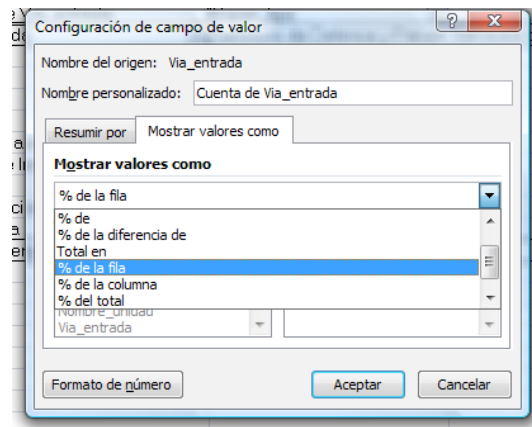 Configuración de campo de valor
Nombre del origen: Via_entrada
Nombre personalizado: Cuenta de Via_entrada
Resumir por Mostrar valores como
Mostrar valores como
% de la fila
% de
% de la diferencia de
Total en
% de la fila
% de la columna
% del total
Nombre_unidad
Via_entrada
Formato de número Aceptar Cancelar